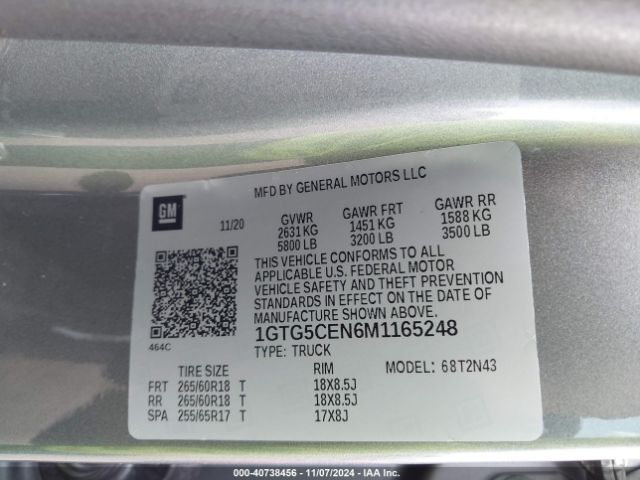 MFD BY GENERAL MOTORS LLC
GM
11/20
GVWR GAWR FRT GAWR RR
2631 KG 1451 KG 1588 KG
5800 LB 3200 LB 3500 LB
THIS VEHICLE CONFORMS TO ALL
APPLICABLE U.S. FEDERAL MOTOR
VEHICLE SAFETY AND THEFT PREVENTION
STANDARDS IN EFFECT ON THE DATE OF
MANUFACTURE SHOWN ABOVE.
1GTG5CEN6M1165248
464C
TYPE: TRUCK
TIRE SIZE RIM MODEL: 68T2N43
FRT 265/60R18 T 18X8.5J
RR 265/60R18 T 18X8.5J
SPA 255/65R17 T 17X8J
000-40738456 - 11/07/2024 - IAA Inc.